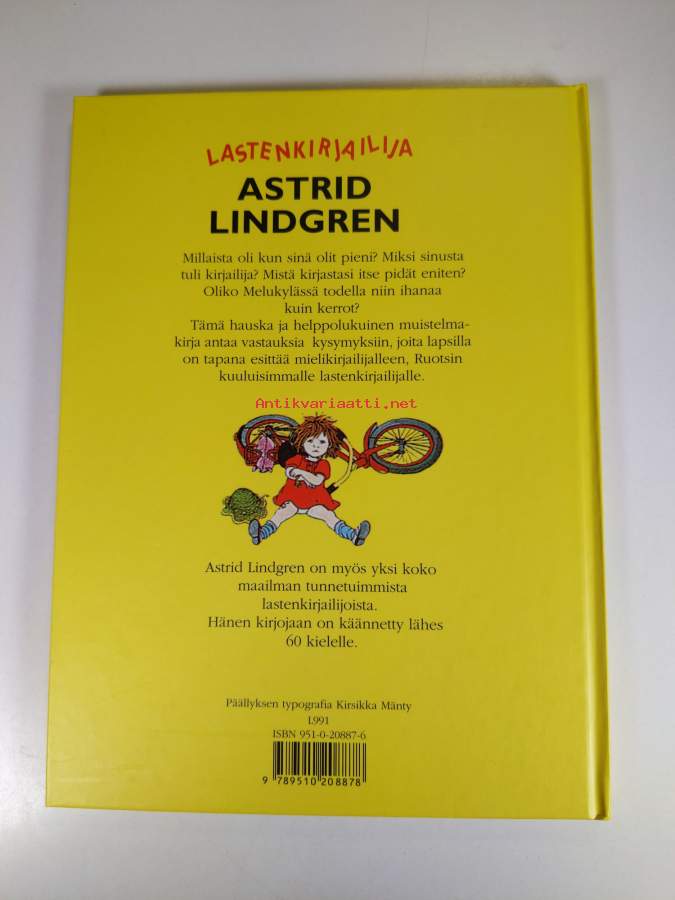 LASTENKIRJAILIJA
ASTRID
LINDGREN
Millaista oli kun sinä olit pieni? Miksi sinusta
tuli kirjailija? Mistä kirjastasi itse pidät eniten?
Oliko Melukylässä todella niin ihanaa
kuin kerrot?
Tämä hauska ja helppolukuinen muistelma-
kirja antaa vastauksia kysymyksiin, joita lapsilla
on tapana esittää mielikirjailijalleen, Ruotsin
kuuluisimmalle lastenkirjailijalle.
Antikvariaatti.net
Astrid Lindgren on myös yksi koko
maailman tunnetuimmista
lastenkirjailijoista.
Hänen kirjojaan on käännetty lähes
60 kielelle.
Päällyksen typografia Kirsikka Mänty
L991
ISBN 951-0-20887-6
9 789510 208878